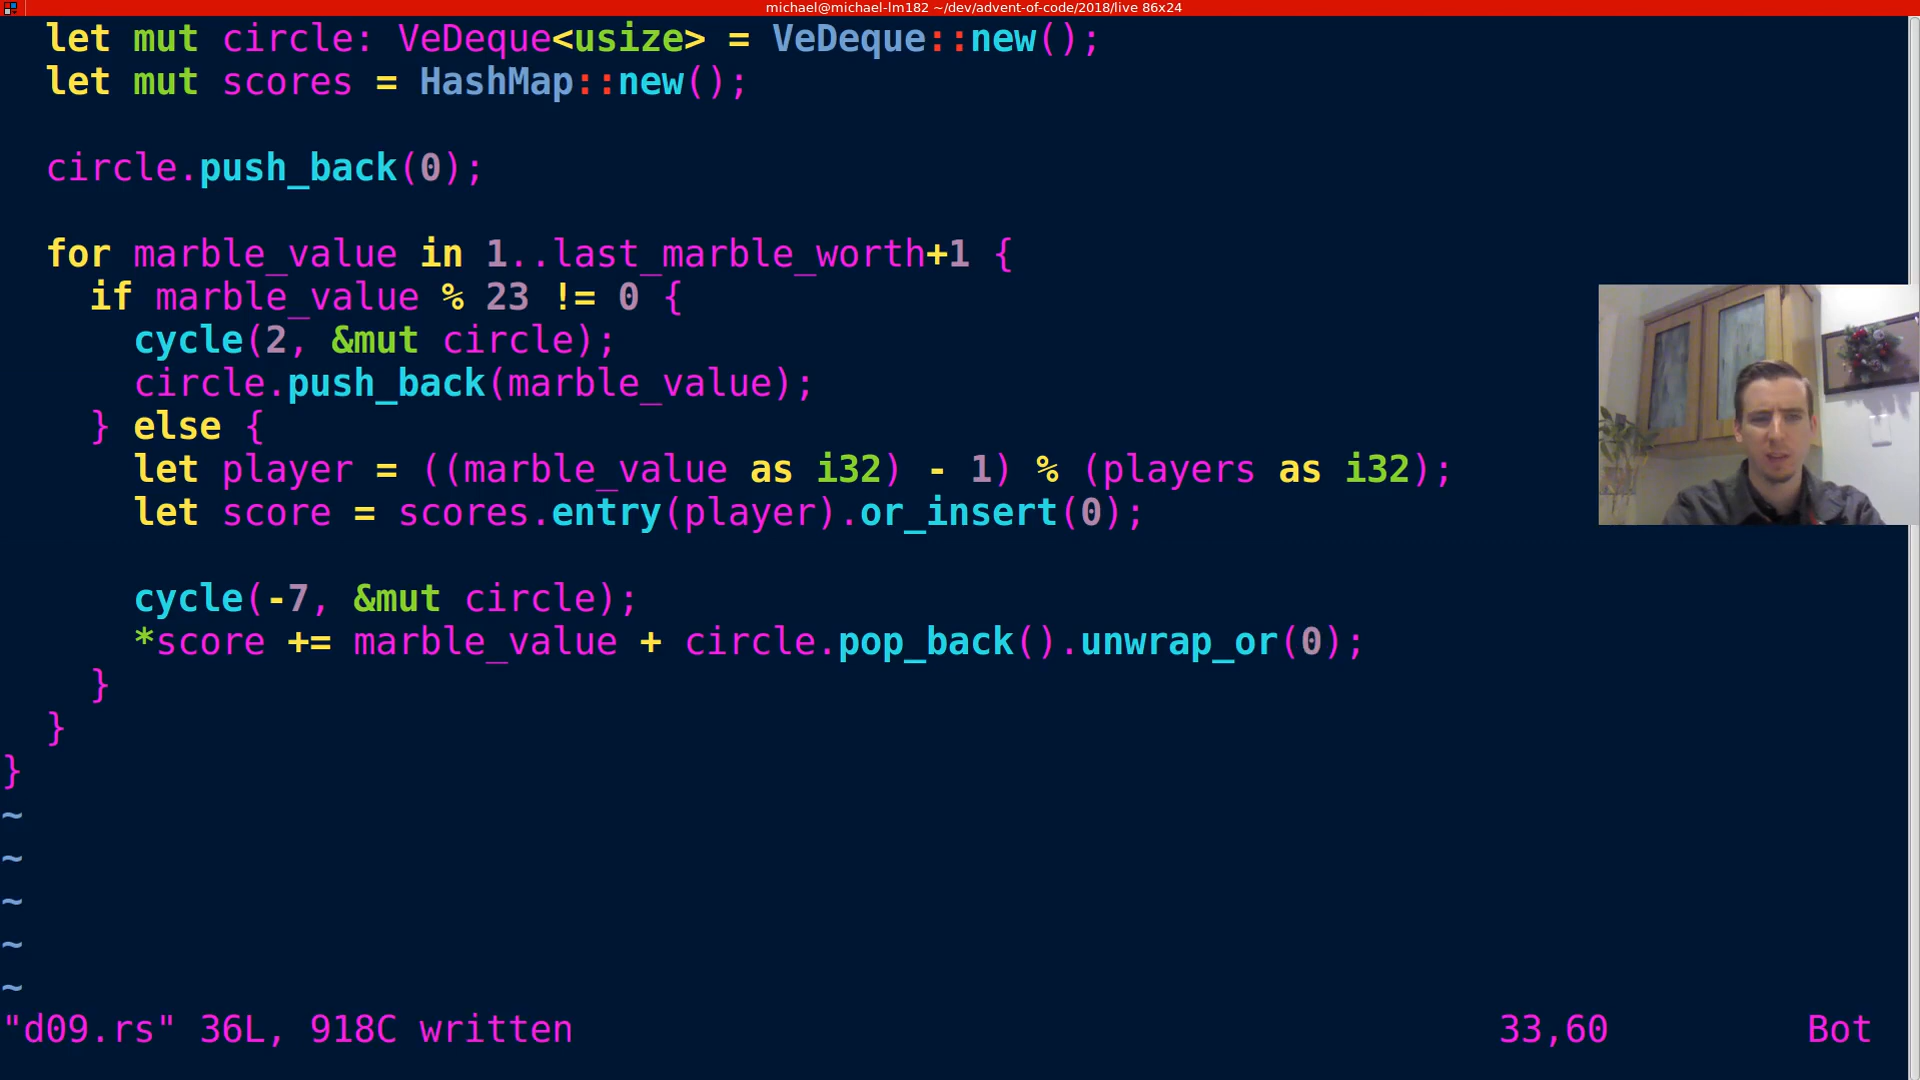 michael@michael-lm182 ~/dev/advent-of-code/2018/live 86x24
let mut circle: VeDeque<usize> = VeDeque::new();
let mut scores = HashMap::new();
circle.push_back(0);
for marble_value in 1..last_marble_worth+1 {
if marble_value % 23 != 0 {
cycle(2, &mut circle);
circle.push_back(marble_value);
} else {
let player = ((marble_value as i32) - 1) % (players as i32);
let score = scores.entry(player).or_insert(0);
cycle(-7, &mut circle);
*score += marble_value + circle.pop_back().unwrap_or(0);
}
}
}
~
~
~
~
~
"d09.rs" 36L, 918C written 33,60 Bot